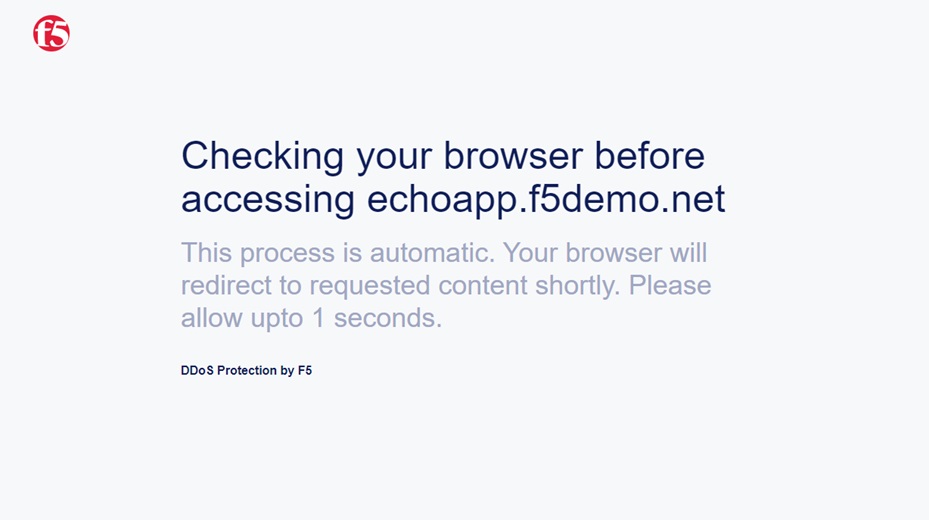 f5
Checking your browser before
accessing echoapp.f5demo.net
This process is automatic. Your browser will
redirect to requested content shortly. Please
allow upto 1 seconds.
DDoS Protection by F5